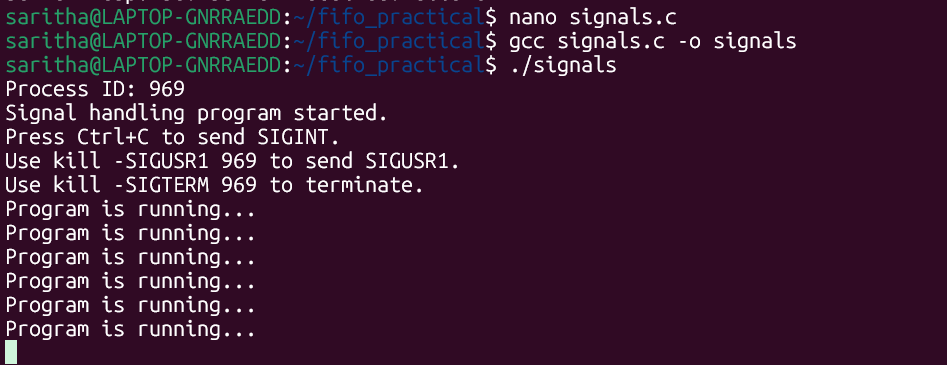 saritha@LAPTOP-GNRRAEDD:~/fifo_practical$ nano signals.c
saritha@LAPTOP-GNRRAEDD:~/fifo_practical$ gcc signals.c -o signals
saritha@LAPTOP-GNRRAEDD:~/fifo_practical$ ./signals
Process ID: 969
Signal handling program started.
Press Ctrl+C to send SIGINT.
Use kill -SIGUSR1 969 to send SIGUSR1.
Use kill -SIGTERM 969 to terminate.
Program is running...
Program is running...
Program is running...
Program is running...
Program is running...
Program is running...